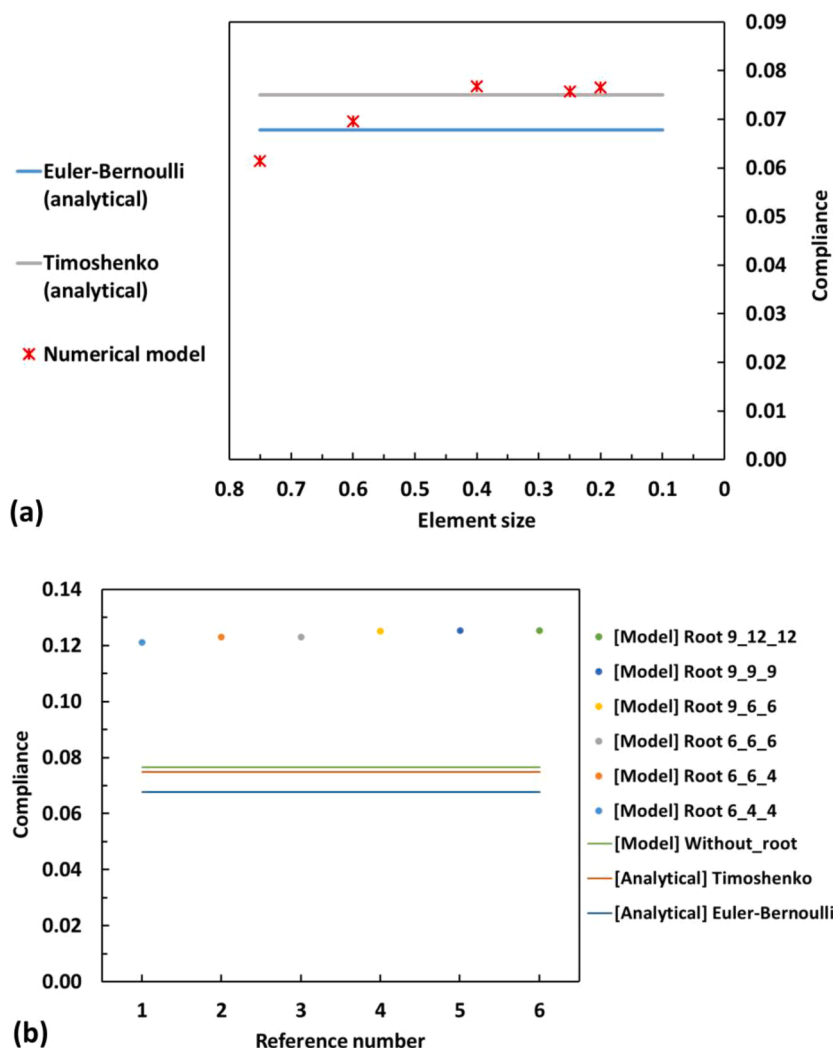 0.09
0.08
0.07
0.06
0.05
0.04
0.03
0.02
0.01
0.00
Compliance
Euler-Bernoulli
(analytical)
Timoshenko
(analytical)
Numerical model
0.8 0.7 0.6 0.5 0.4 0.3 0.2 0.1 0
Element size
(a)
0.14
0.12
0.10
0.08
0.06
0.04
0.02
0.00
Compliance
1 2 3 4 5 6
Reference number
[Model] Root 9_12_12
[Model] Root 9_9_9
[Model] Root 9_6_6
[Model] Root 6_6_6
[Model] Root 6_6_4
[Model] Root 6_4_4
[Model] Without_root
[Analytical] Timoshenko
[Analytical] Euler-Bernoulli
(b)